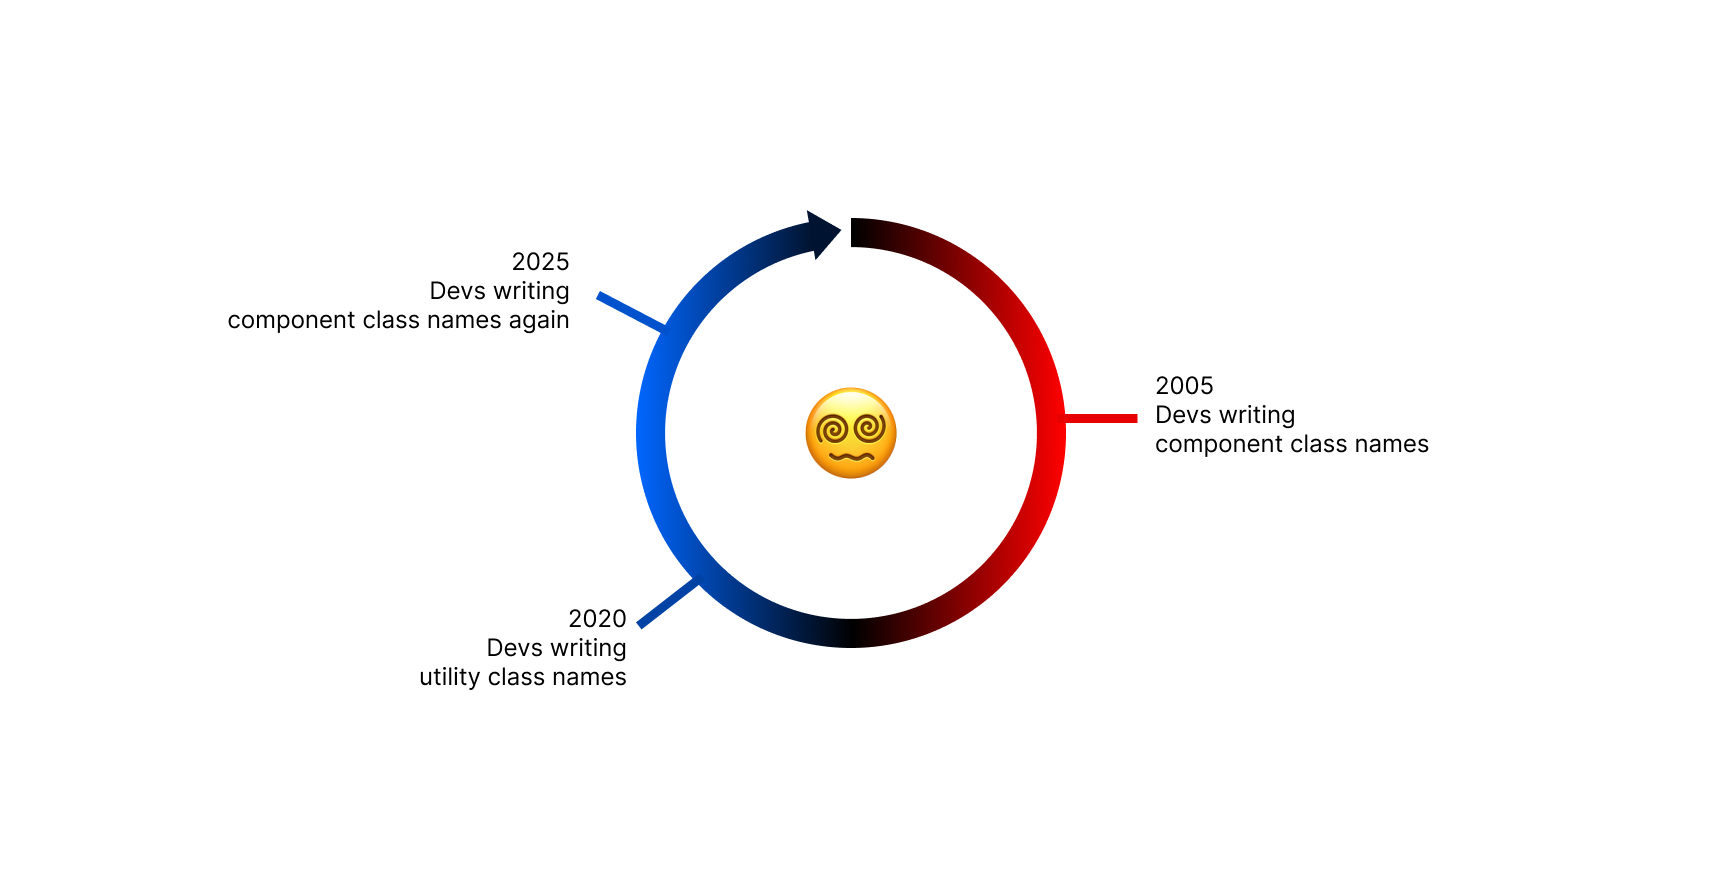 2005
Devs writing
component class names
2020
Devs writing
utility class names
2025
Devs writing
component class names again